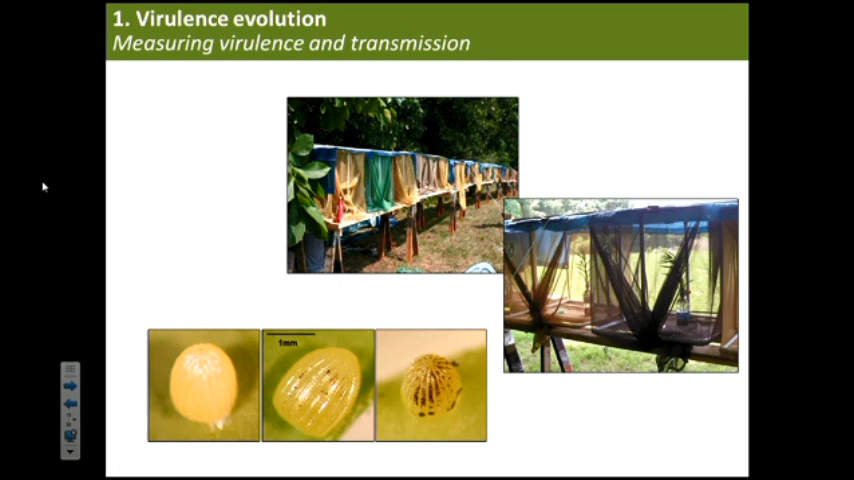 1. Virulence evolution
Measuring virulence and transmission
1mm